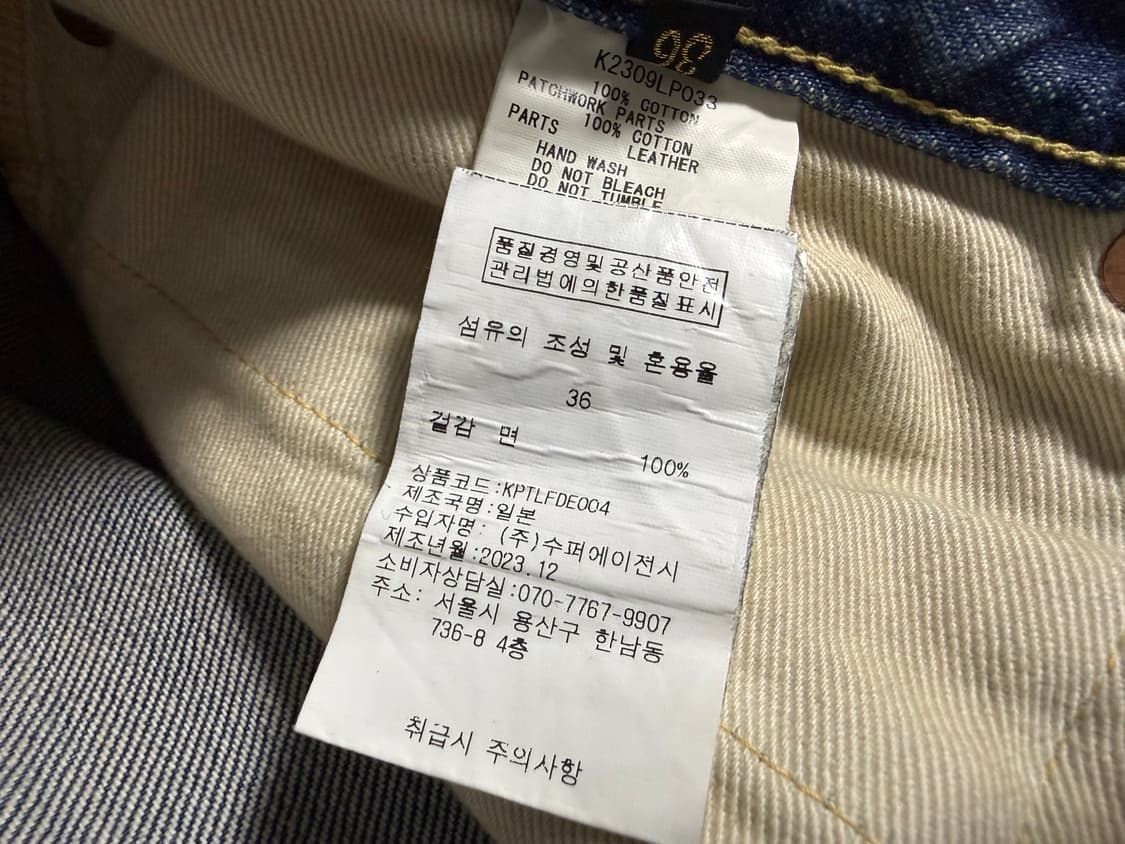 36
K2309LP033
100% COTTON
PATCHWORK PARTS
100% COTTON
PARTS LEATHER
HAND WASH
DO NOT BLEACH
DO NOT TUMBLE
품질경영및공산품안전
관리법에의한품질표시
섬유의 조성 및 혼용율
36
겉감 면
100%
상품코드:KPTLFDE004
제조국명:일본
수입자명: (주)수퍼에이전시
제조년월:2023.12
소비자상담실:070-7767-9907
주소: 서울시 용산구 한남동
736-8 4층
취급시 주의사항